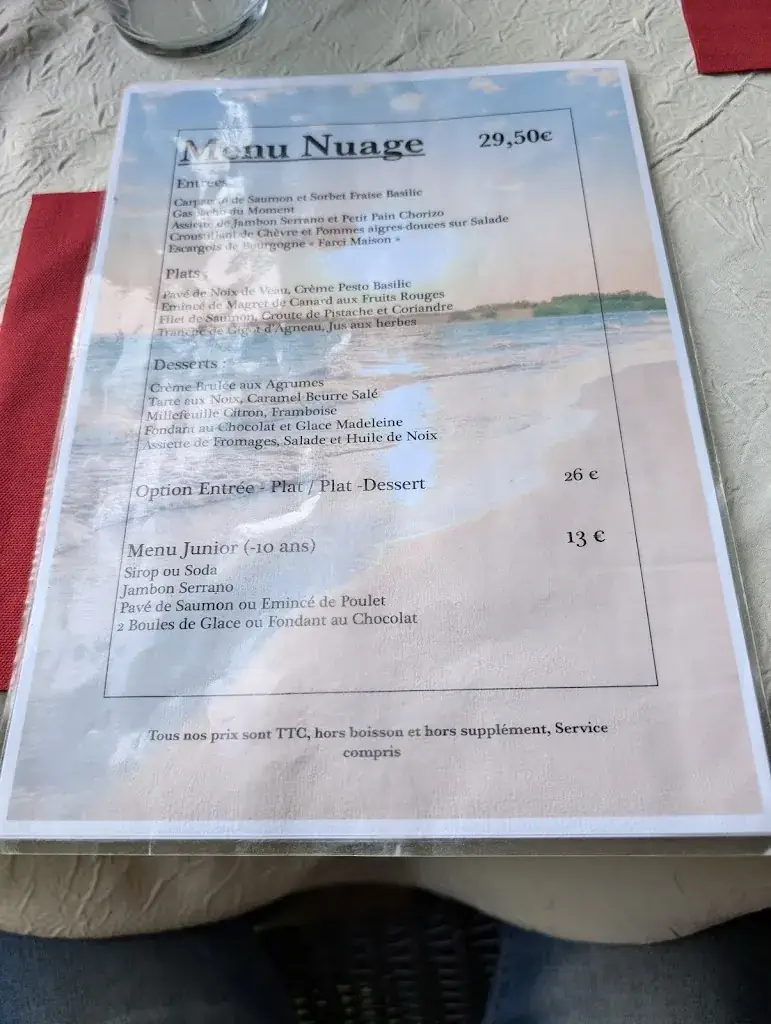 Menu Nuage 29,50€
Entrées
Carpaccio de Saumon et Sorbet Fraise Basilic
Gaspacho du Moment
Assiette de Jambon Serrano et Petit Pain Chorizo
Croustillant de Chèvre et Pommes aigres-douces sur Salade
Escargots de Bourgogne « Farci Maison »
Plats :
Pavé de Noix de Veau, Crème Pesto Basilic
Emincé de Magret de Canard aux Fruits Rouges
Filet de Saumon, Croute de Pistache et Coriandre
Tranche de Gigot d'Agneau, Jus aux herbes
Desserts :
Crème Brulée aux Agrumes
Tarte aux Noix, Caramel Beurre Salé
Millefeuille Citron, Framboise
Fondant au Chocolat et Glace Madeleine
Assiette de Fromages, Salade et Huile de Noix
Option Entrée - Plat / Plat -Dessert 26 €
Menu Junior (-10 ans) 13 €
Sirop ou Soda
Jambon Serrano
Pavé de Saumon ou Emincé de Poulet
2 Boules de Glace ou Fondant au Chocolat
Tous nos prix sont TTC, hors boisson et hors supplément, Service
compris